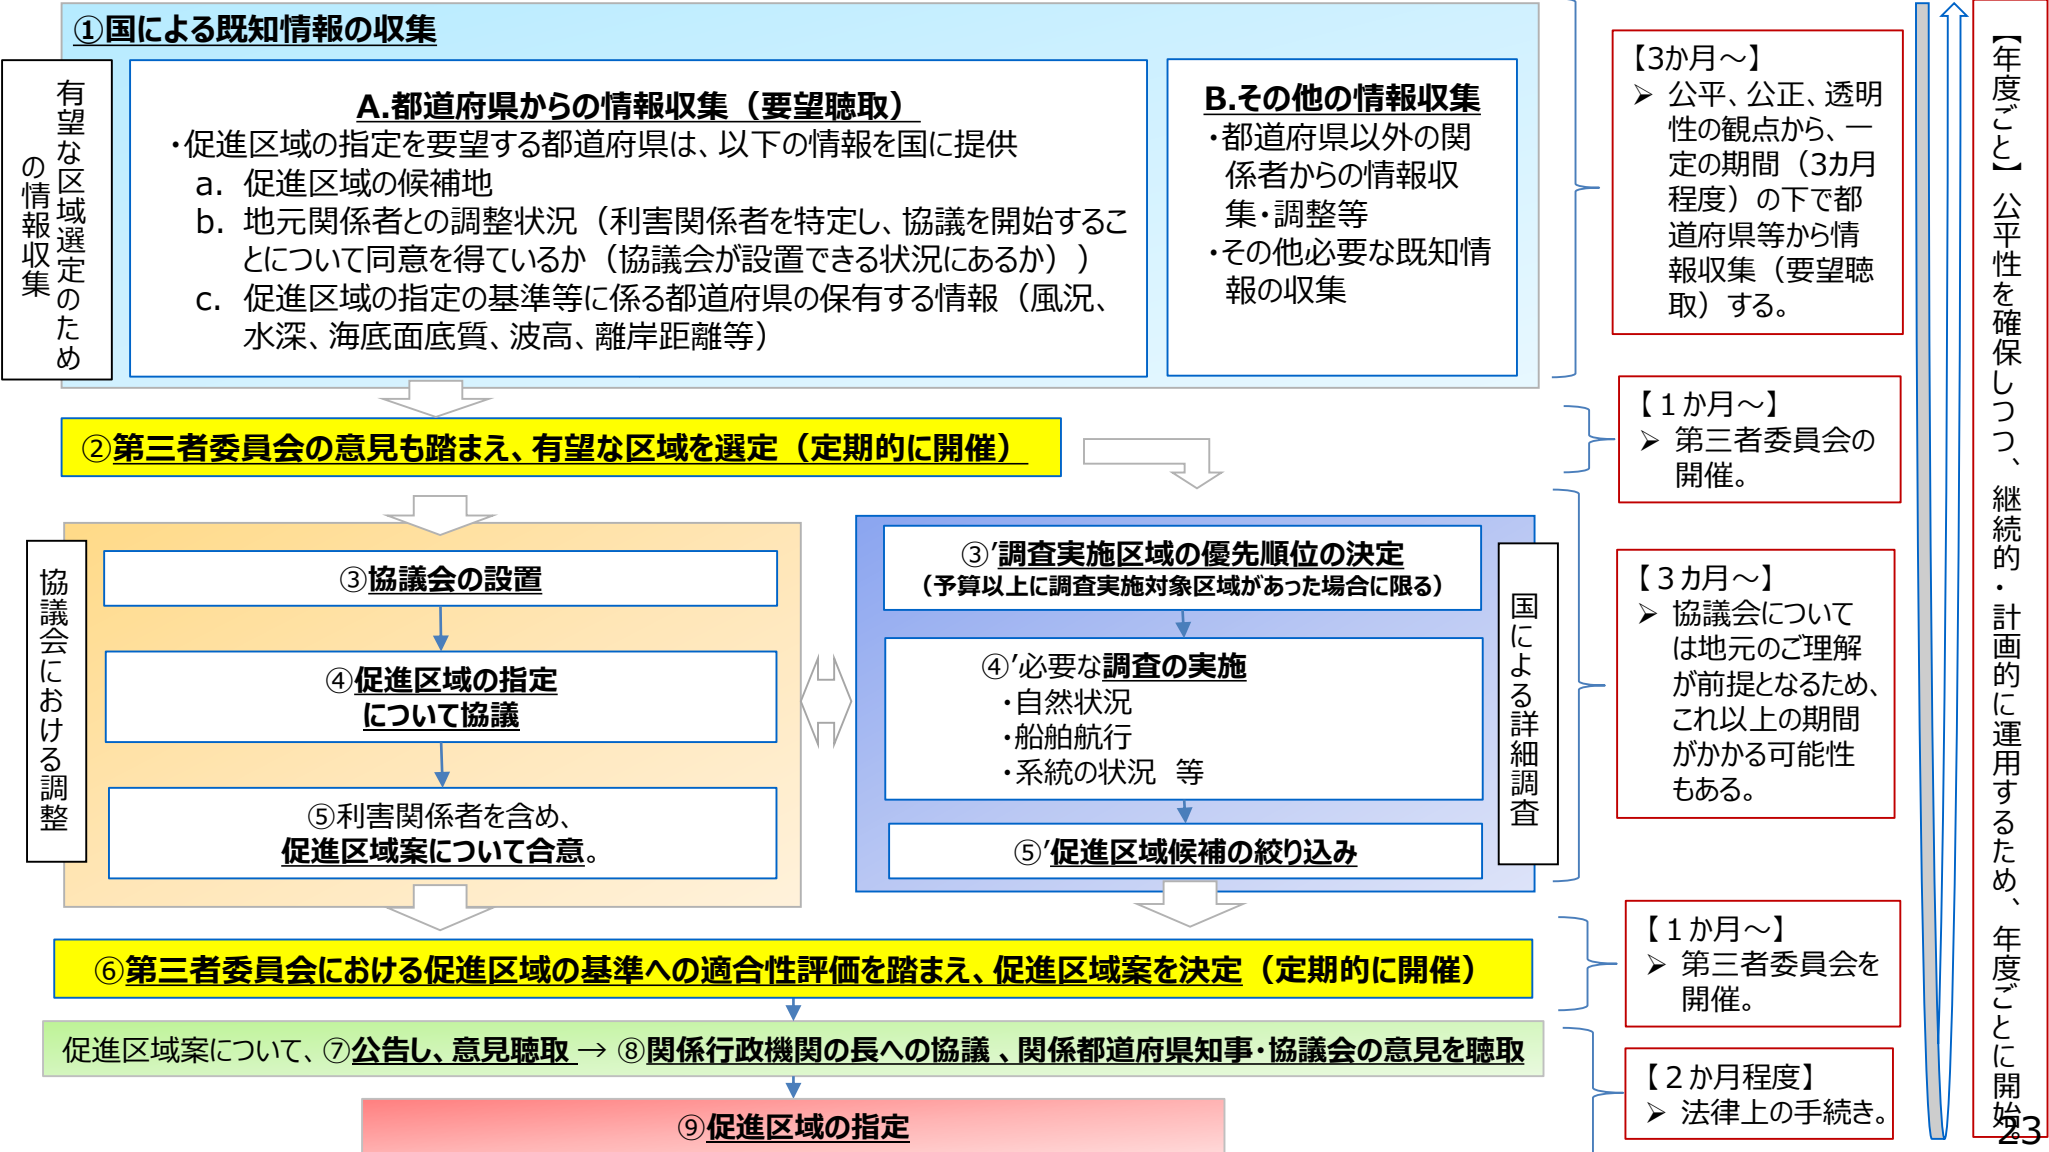 ①国による既知情報の収集
有望な区域選定のため
の情報収集
A.都道府県からの情報収集（要望聴取）
・促進区域の指定を要望する都道府県は、以下の情報を国に提供
a. 促進区域の候補地
b. 地元関係者との調整状況（利害関係者を特定し、協議を開始するこ
とについて同意を得ているか（協議会が設置できる状況にあるか））
c. 促進区域の指定の基準等に係る都道府県の保有する情報（風況、
水深、海底面底質、波高、離岸距離等）
B.その他の情報収集
・都道府県以外の関
係者からの情報収
集・調整等
・その他必要な既知情
報の収集
【3か月～】
➢ 公平、公正、透明
性の観点から、一
定の期間（3カ月
程度）の下で都
道府県等から情
報収集（要望聴
取）する。
②第三者委員会の意見も踏まえ、有望な区域を選定（定期的に開催）
【１か月～】
➢ 第三者委員会の
開催。
協議会における調整
③協議会の設置
④促進区域の指定
について協議
⑤利害関係者を含め、
促進区域案について合意。
③’調査実施区域の優先順位の決定
（予算以上に調査実施対象区域があった場合に限る）
④’必要な調査の実施
・自然状況
・船舶航行
・系統の状況　等
⑤’促進区域候補の絞り込み
国による詳細調査
【３カ月～】
➢ 協議会について
は地元のご理解
が前提となるため、
これ以上の期間
がかかる可能性
もある。
⑥第三者委員会における促進区域の基準への適合性評価を踏まえ、促進区域案を決定（定期的に開催）
【１か月～】
➢ 第三者委員会を
開催。
促進区域案について、⑦公告し、意見聴取 → ⑧関係行政機関の長への協議 、関係都道府県知事・協議会の意見を聴取
【２か月程度】
➢ 法律上の手続き。
⑨促進区域の指定
【年度ごと】公平性を確保しつつ、継続的・計画的に運用するため、年度ごとに開始。
23